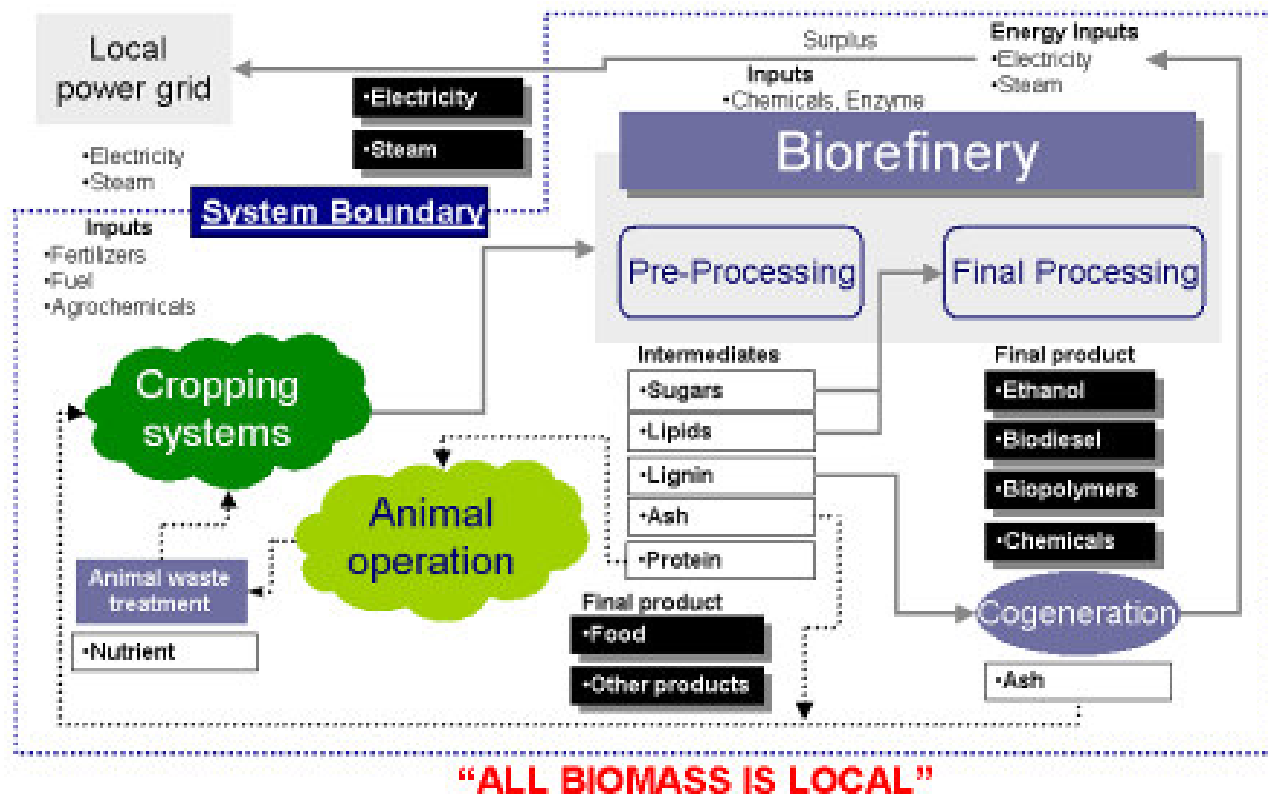 Local
power grid
Surplus
Energy Inputs
•Electricity
•Steam
Inputs
•Chemicals, Enzyme
•Electricity
•Steam
Biorefinery
•Electricity
•Steam
System Boundary
Inputs
•Fertilizers
•Fuel
•Agrochemicals
Pre-Processing
Final Processing
Cropping
systems
Intermediates
•Sugars
•Lipids
•Lignin
•Ash
•Protein
Final product
•Ethanol
•Biodiesel
•Biopolymers
•Chemicals
Animal
operation
Animal waste
treatment
•Nutrient
Final product
•Food
•Other products
Cogeneration
•Ash
“ALL BIOMASS IS LOCAL”